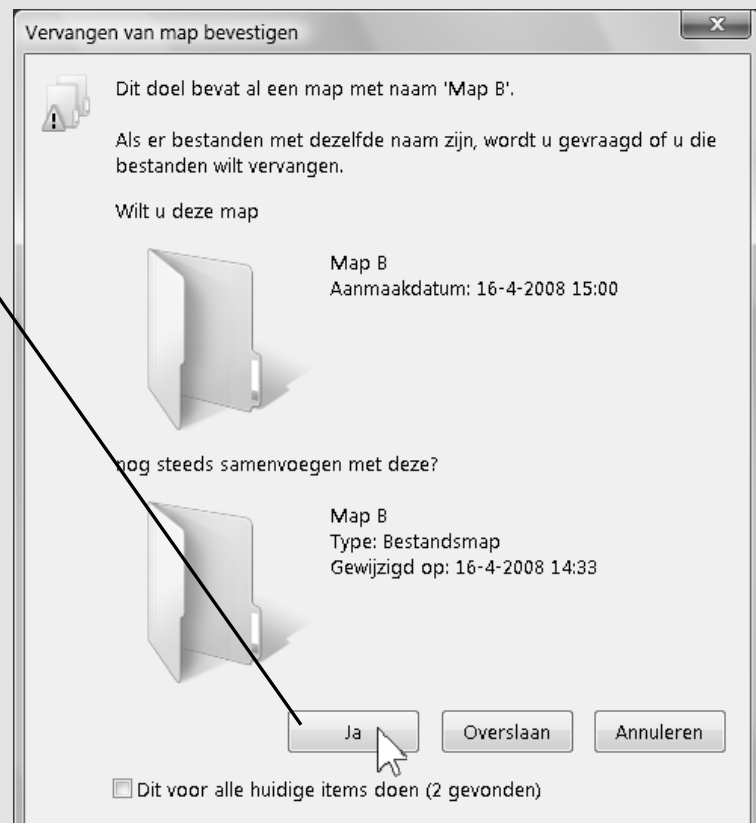 Vervangen van map bevestigen
Dit doel bevat al een map met naam 'Map B'.
Als er bestanden met dezelfde naam zijn, wordt u gevraagd of u die
bestanden wilt vervangen.
Wilt u deze map
Map B
Aanmaakdatum: 16-4-2008 15:00
nog steeds samenvoegen met deze?
Map B
Type: Bestandsmap
Gewijzigd op: 16-4-2008 14:33
Ja Overslaan Annuleren
Dit voor alle huidige items doen (2 gevonden)